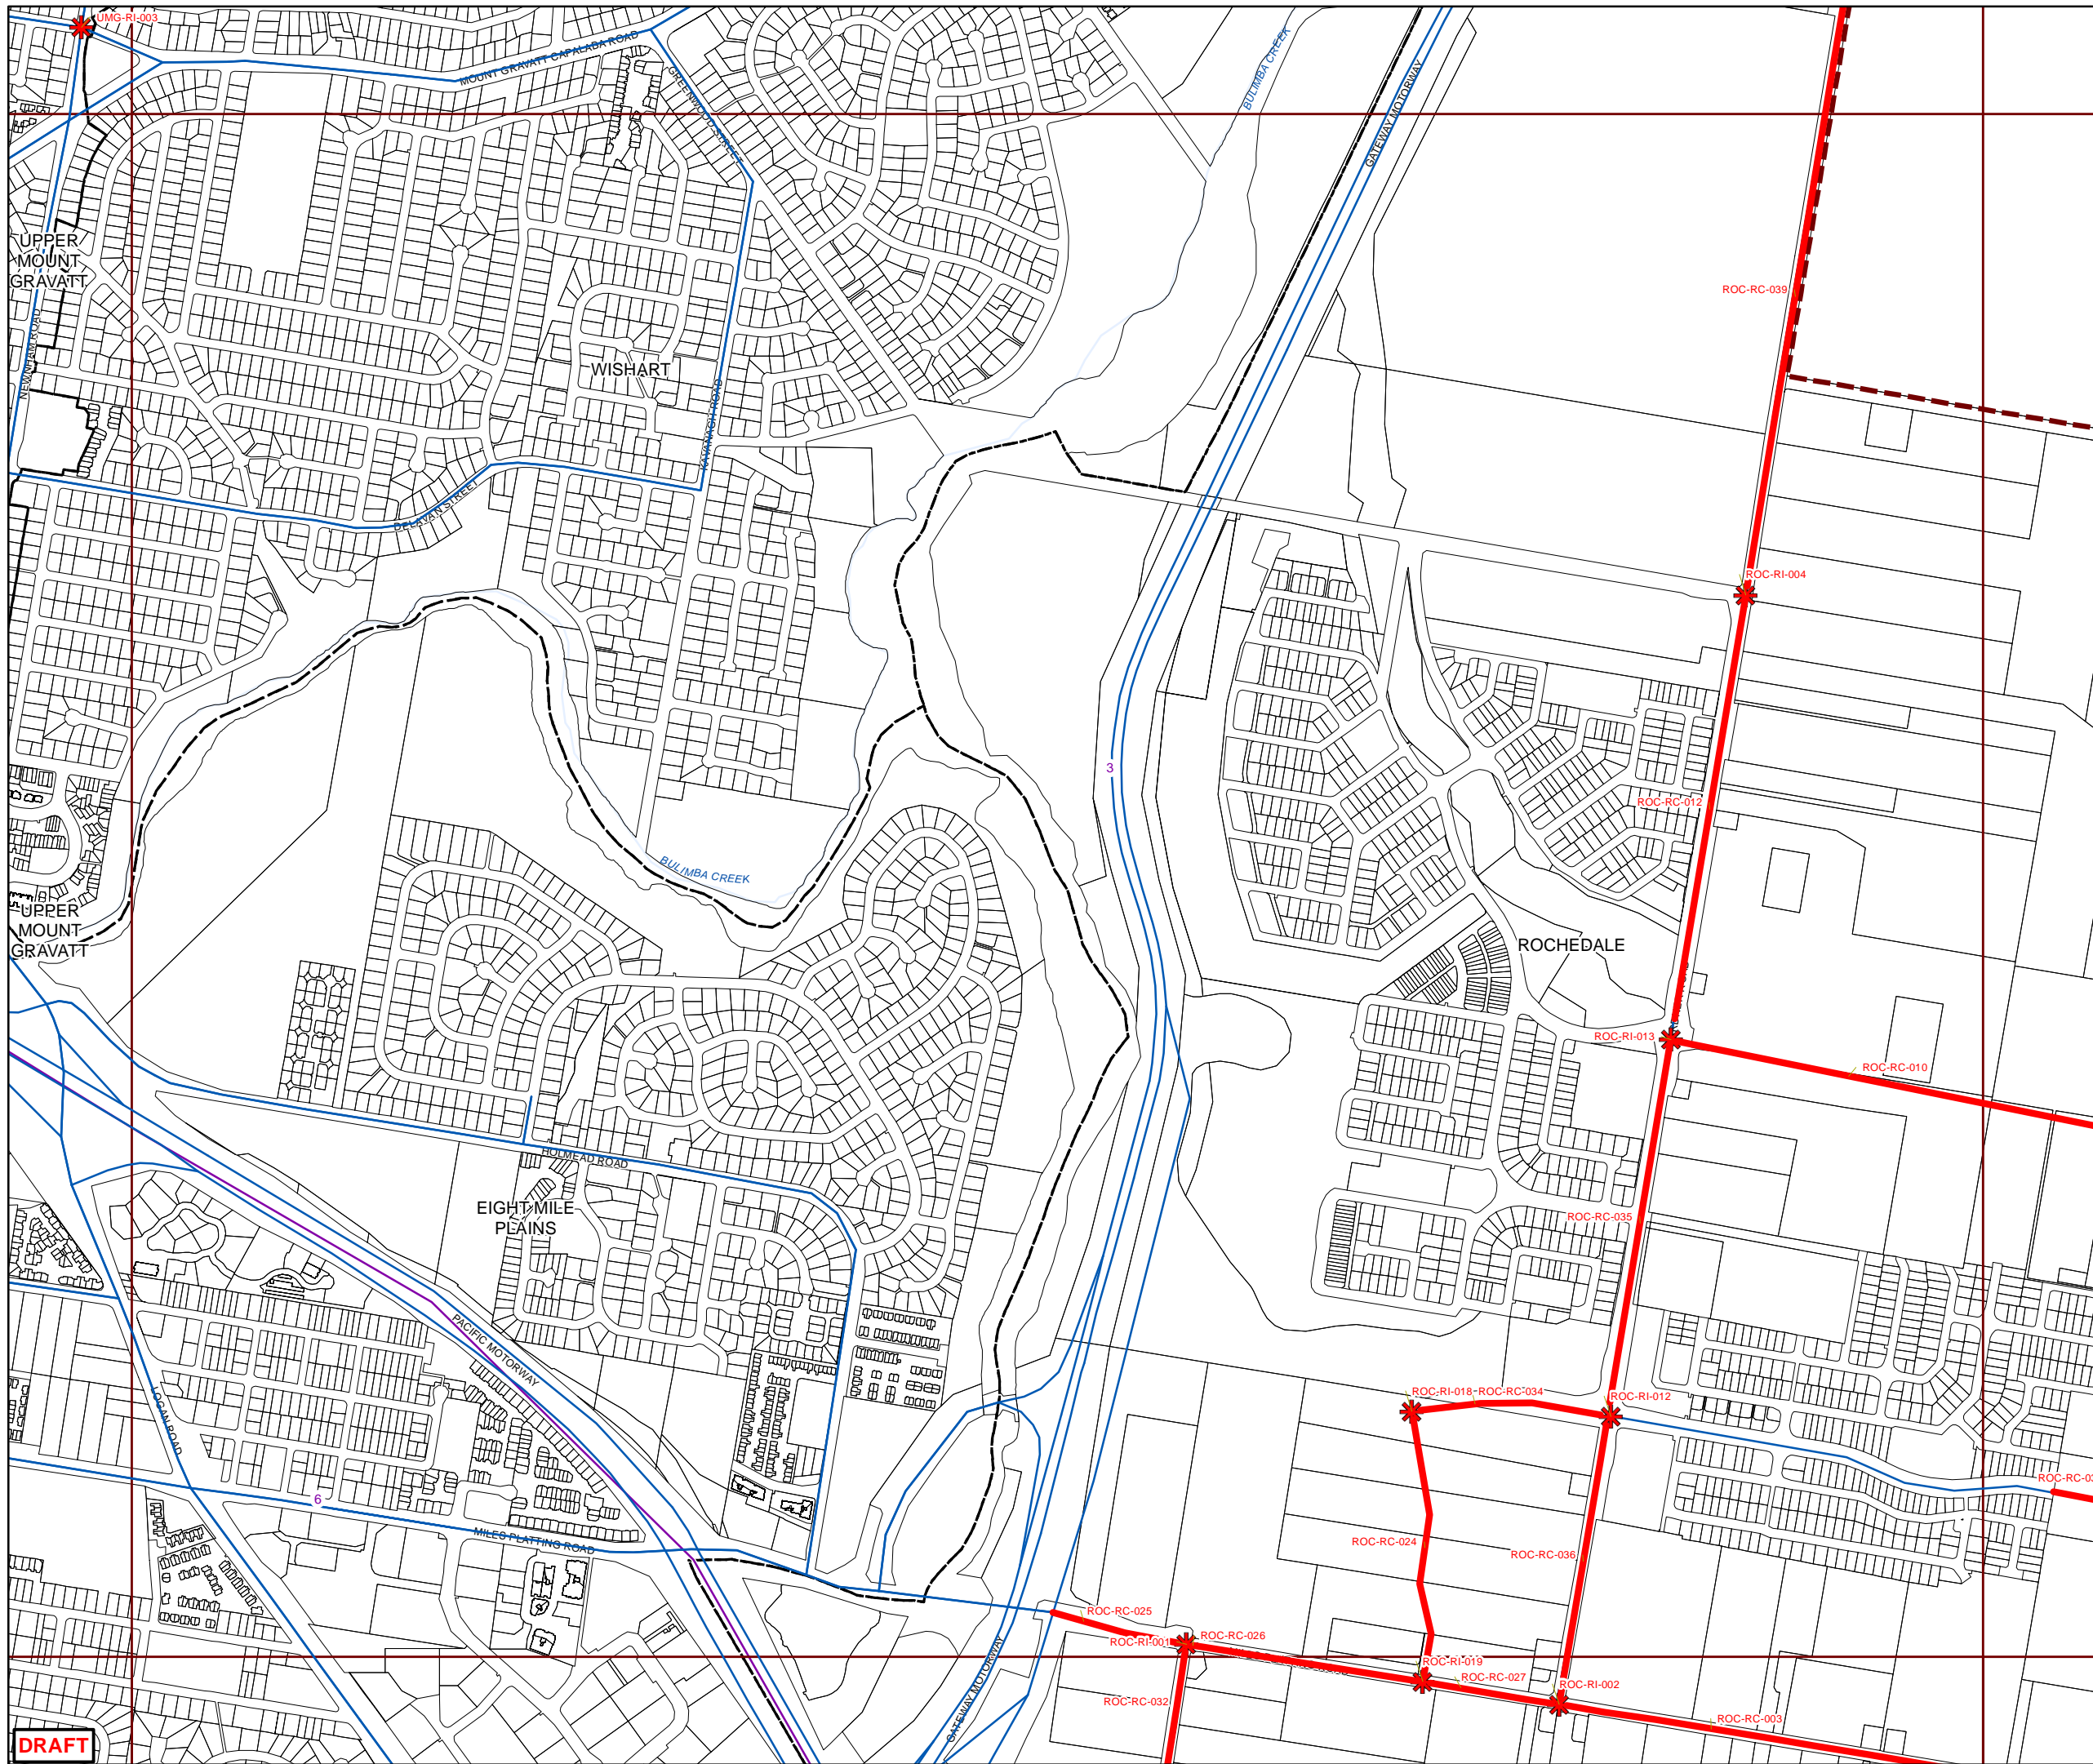 UMG-RI-003
MOUNT GRAVATT CAPALABA ROAD
GREENWOOD STREET
BULIMBA CREEK
GATEWAY MOTORWAY
UPPER
MOUNT
GRAVATT
ROC-RC-039
NEWNHAM ROAD
WISHART
KAVANAGH ROAD
DELAVAN STREET
ROC-RI-004
3
ROC-RC-012
BULIMBA CREEK
UPPER
MOUNT
GRAVATT
ROCHEDALE
ROC-RI-013
ROC-RC-010
HOLMEAD ROAD
EIGHT MILE
PLAINS
ROC-RC-035
PACIFIC MOTORWAY
LOGAN ROAD
ROC-RI-018
ROC-RC-034
ROC-RI-012
6
MILES PLATTING ROAD
ROC-RC-024
ROC-RC-036
ROC-RC-025
ROC-RI-001
ROC-RC-026
ROC-RI-019
ROC-RC-027
ROC-RI-002
ROC-RC-032
ROC-RC-003
GATEWAY MOTORWAY
DRAFT